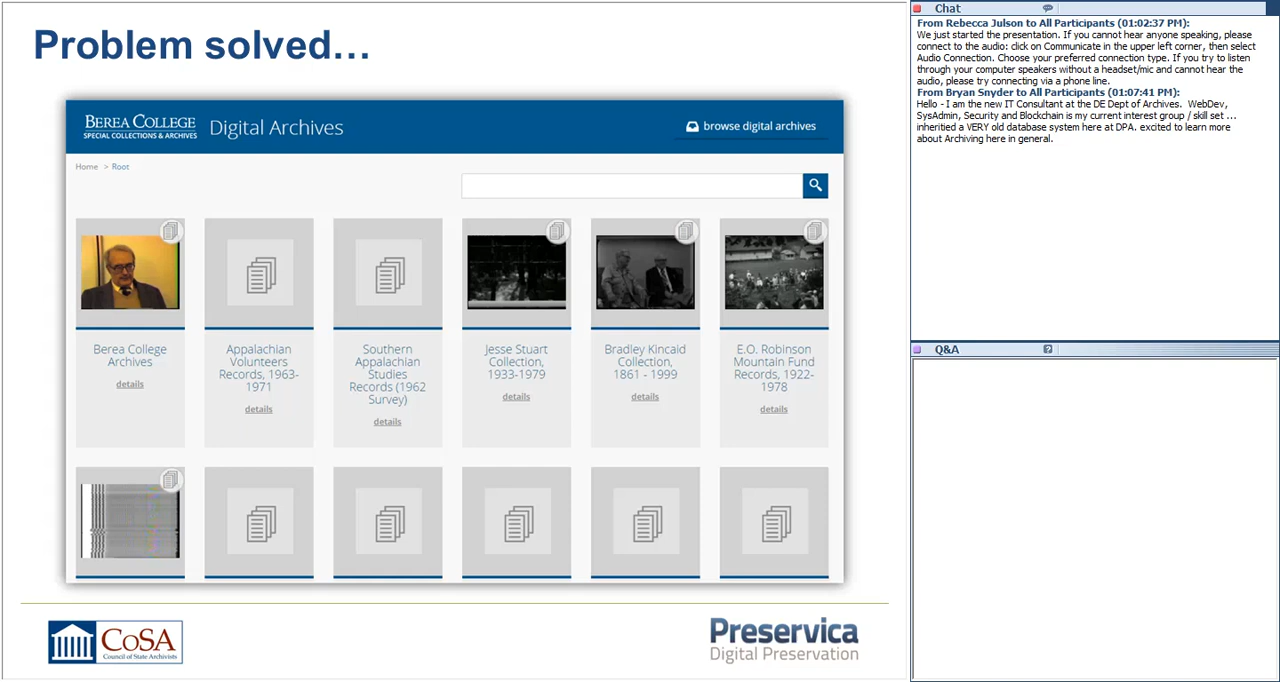 Problem solved...
BEREA COLLEGE
SPECIAL COLLECTIONS & ARCHIVES
Digital Archives
browse digital archives
Home > Root
Berea College
Archives
details
Appalachian
Volunteers
Records, 1963-
1971
details
Southern
Appalachian
Studies
Records (1962
Survey)
details
Jesse Stuart
Collection,
1933-1979
details
Bradley Kincaid
Collection,
1861 - 1999
details
E.O. Robinson
Mountain Fund
Records, 1922-
1978
details
CoSA
Council of State Archivists
Preservica
Digital Preservation
Chat
From Rebecca Julson to All Participants (01:02:37 PM):
We just started the presentation. If you cannot hear anyone speaking, please
connect to the audio: click on Communicate in the upper left corner, then select
Audio Connection. Choose your preferred connection type. If you try to listen
through your computer speakers without a headset/mic and cannot hear the
audio, please try connecting via a phone line.
From Bryan Snyder to All Participants (01:07:41 PM):
Hello - I am the new IT Consultant at the DE Dept of Archives. WebDev,
SysAdmin, Security and Blockchain is my current interest group / skill set ...
inheritied a VERY old database system here at DPA. excited to learn more
about Archiving here in general.
Q&A
?